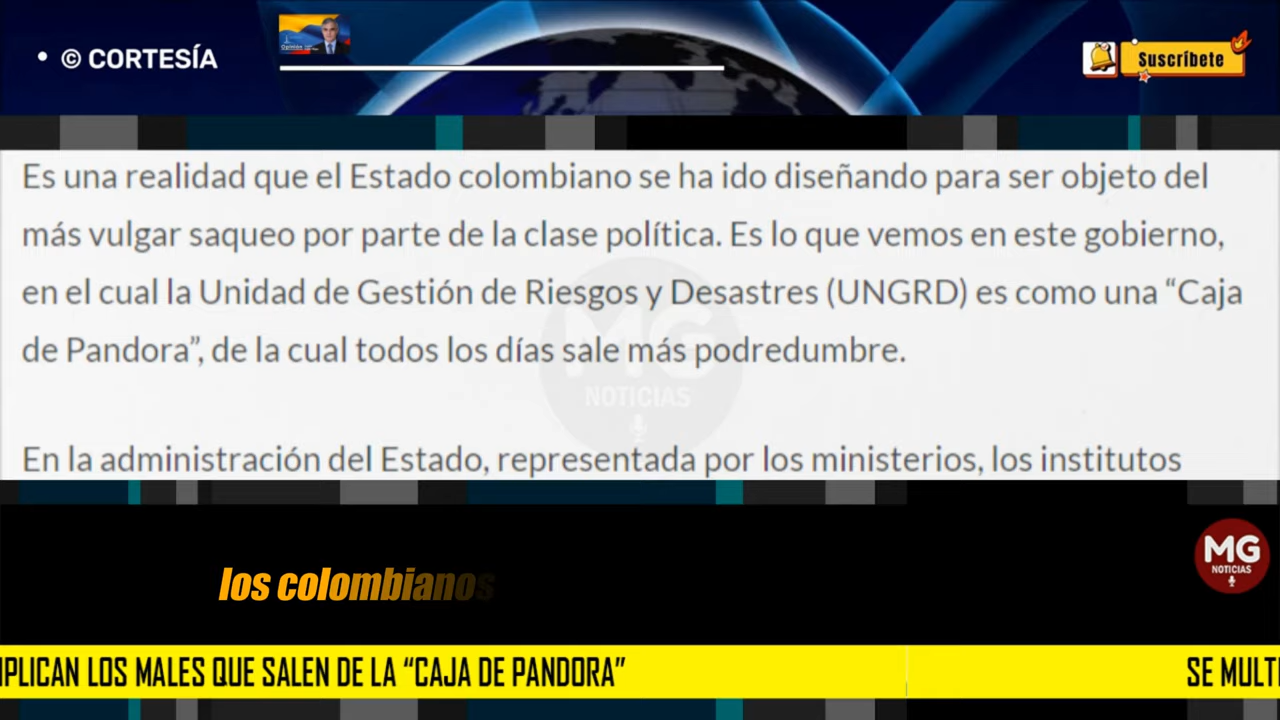 • © CORTESÍA
Opinión
Suscríbete
Es una realidad que el Estado colombiano se ha ido diseñando para ser objeto del
más vulgar saqueo por parte de la clase política. Es lo que vemos en este gobierno,
en el cual la Unidad de Gestión de Riesgos y Desastres (UNGRD) es como una “Caja
de Pandora”, de la cual todos los días sale más podredumbre.
MG
NOTICIAS
En la administración del Estado, representada por los ministerios, los institutos
los colombianos
MG
NOTICIAS
IPLICAN LOS MALES QUE SALEN DE LA “CAJA DE PANDORA”
SE MULTI